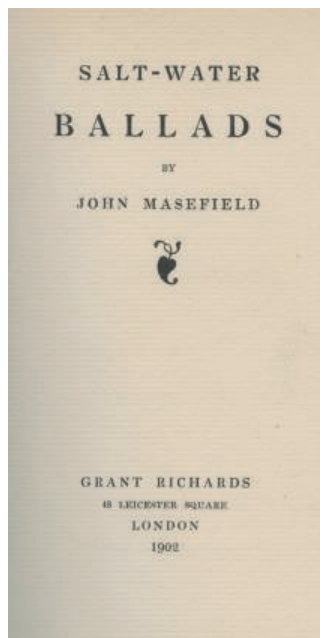 SALT-WATER
BALLADS
BY
JOHN MASEFIELD
GRANT RICHARDS
48 LEICESTER SQUARE
LONDON
1902